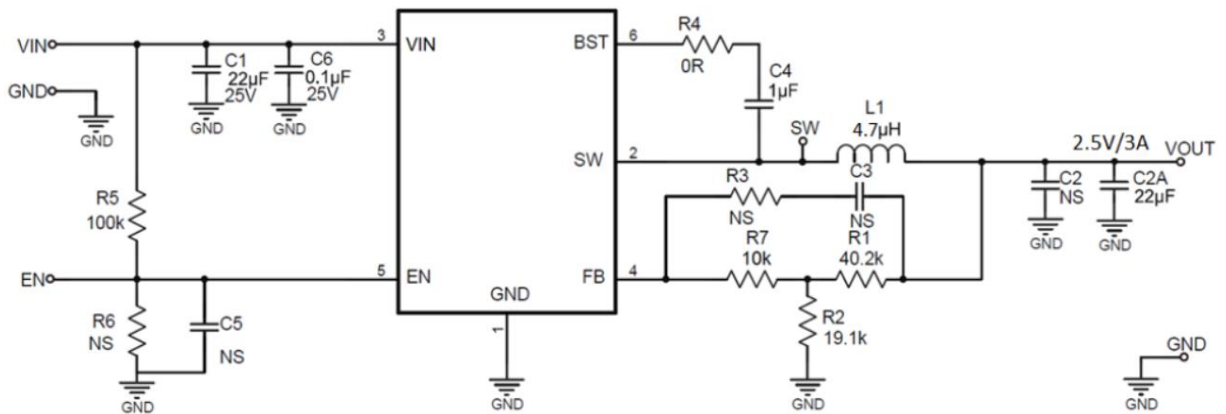 VIN
GND
GND
R5
100k
EN
R6
NS
C5
NS
GND
C1
22µF
25V
GND
C6
0.1µF
25V
GND
3
VIN
5
EN
GND
1
GND
BST
6
SW
2
FB
4
R4
0R
C4
1µF
SW
L1
4.7µH
R3
NS
C3
NS
R7
10k
R1
40.2k
R2
19.1k
GND
2.5V/3A
VOUT
C2
NS
GND
C2A
22µF
GND
GND
GND